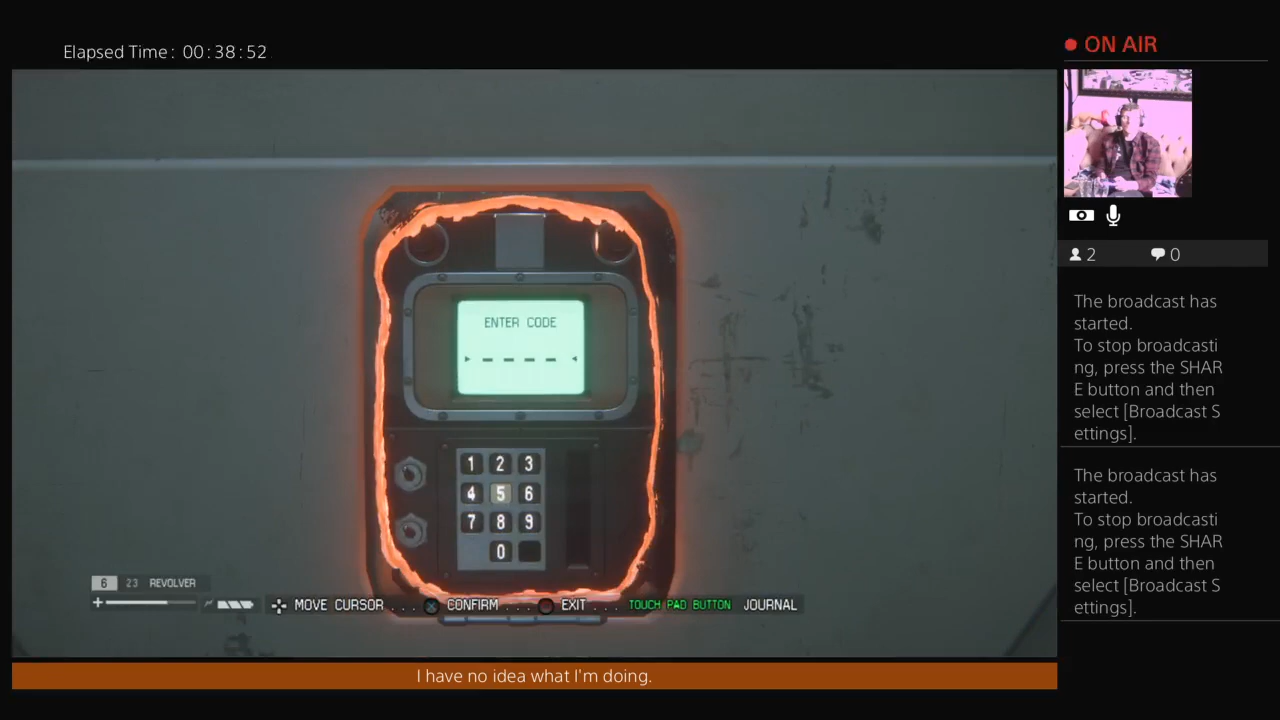 Elapsed Time: 00:38:52
ON AIR
2 0
The broadcast has
started.
To stop broadcasti
ng, press the SHAR
E button and then
select [Broadcast S
ettings].
The broadcast has
started.
To stop broadcasti
ng, press the SHAR
E button and then
select [Broadcast S
ettings].
ENTER CODE
- - - -
1 2 3
4 5 6
7 8 9
0
6 23 REVOLVER
MOVE CURSOR . . . CONFIRM . . . EXIT . . . TOUCH PAD BUTTON JOURNAL
I have no idea what I'm doing.